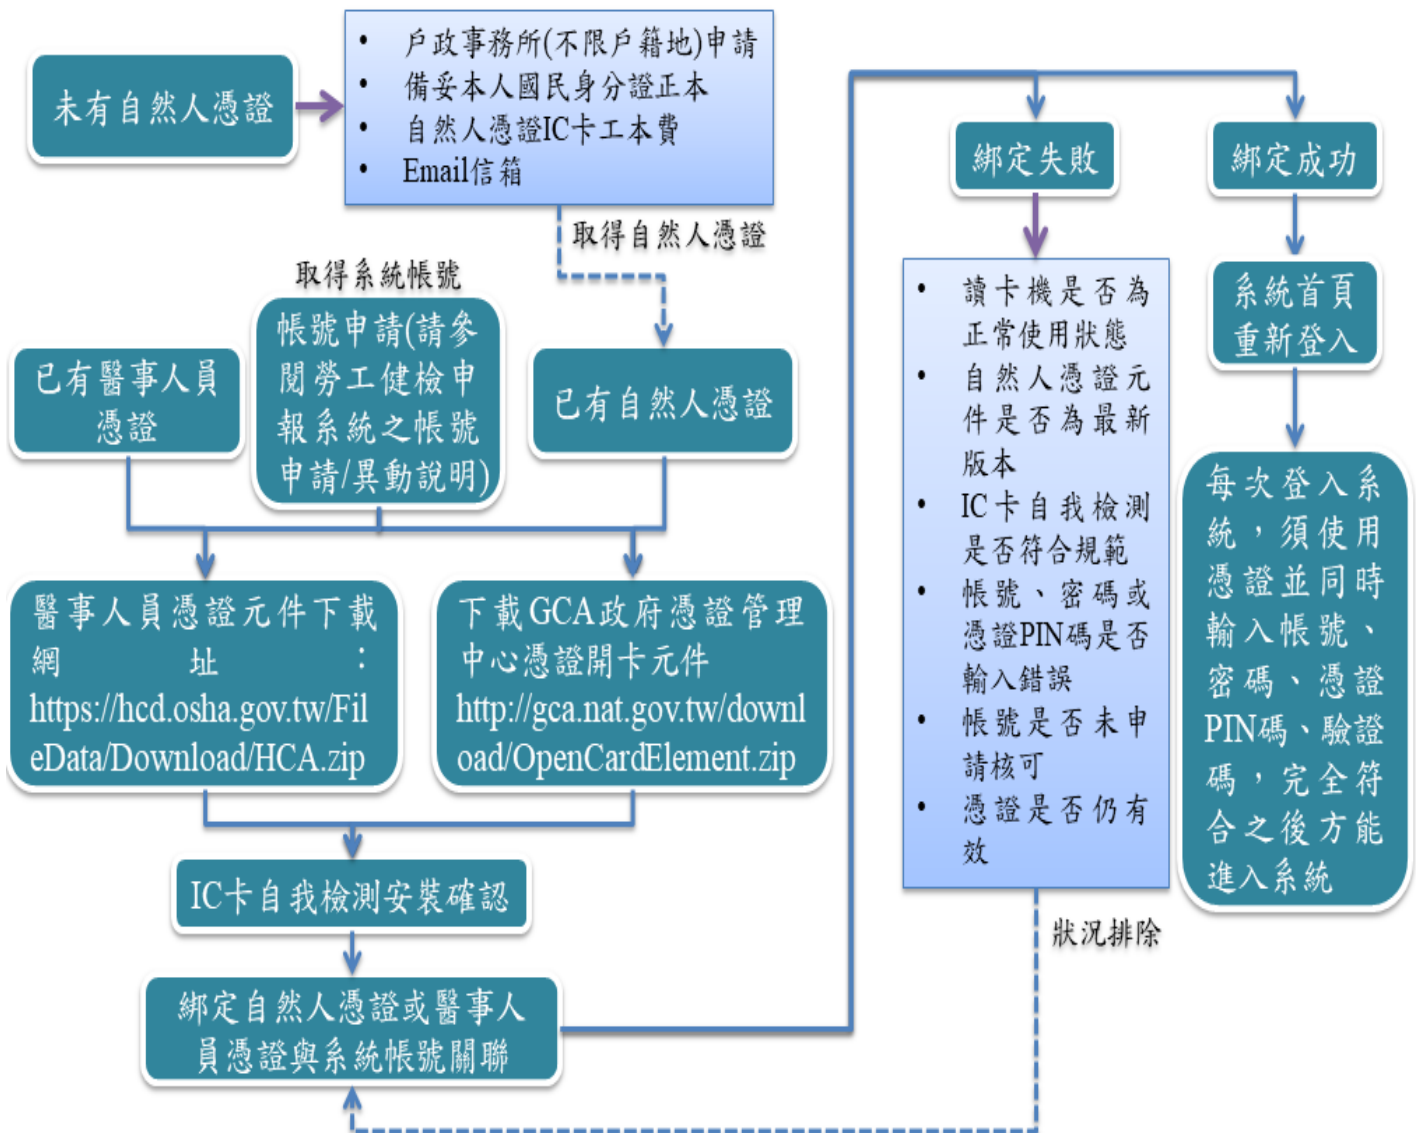 未有自然人憑證
• 戶政事務所(不限戶籍地)申請
• 備妥本人國民身分證正本
• 自然人憑證IC卡工本費
• Email信箱
取得自然人憑證
取得系統帳號
已有醫事人員
憑證
帳號申請(請參
閱勞工健檢申
報系統之帳號
申請/異動說明)
已有自然人憑證
醫事人員憑證元件下載
網址：
https://hcd.osha.gov.tw/Fil
eData/Download/HCA.zip
下載GCA政府憑證管理
中心憑證開卡元件
http://gca.nat.gov.tw/downl
oad/OpenCardElement.zip
IC卡自我檢測安裝確認
綁定自然人憑證或醫事人
員憑證與系統帳號關聯
綁定失敗
• 讀卡機是否為
正常使用狀態
• 自然人憑證元
件是否為最新
版本
• IC卡自我檢測
是否符合規範
• 帳號、密碼或
憑證PIN碼是否
輸入錯誤
• 帳號是否未申
請核可
• 憑證是否仍有
效
狀況排除
綁定成功
系統首頁
重新登入
每次登入系
統，須使用
憑證並同時
輸入帳號、
密碼、憑證
PIN碼、驗證
碼，完全符
合之後方能
進入系統